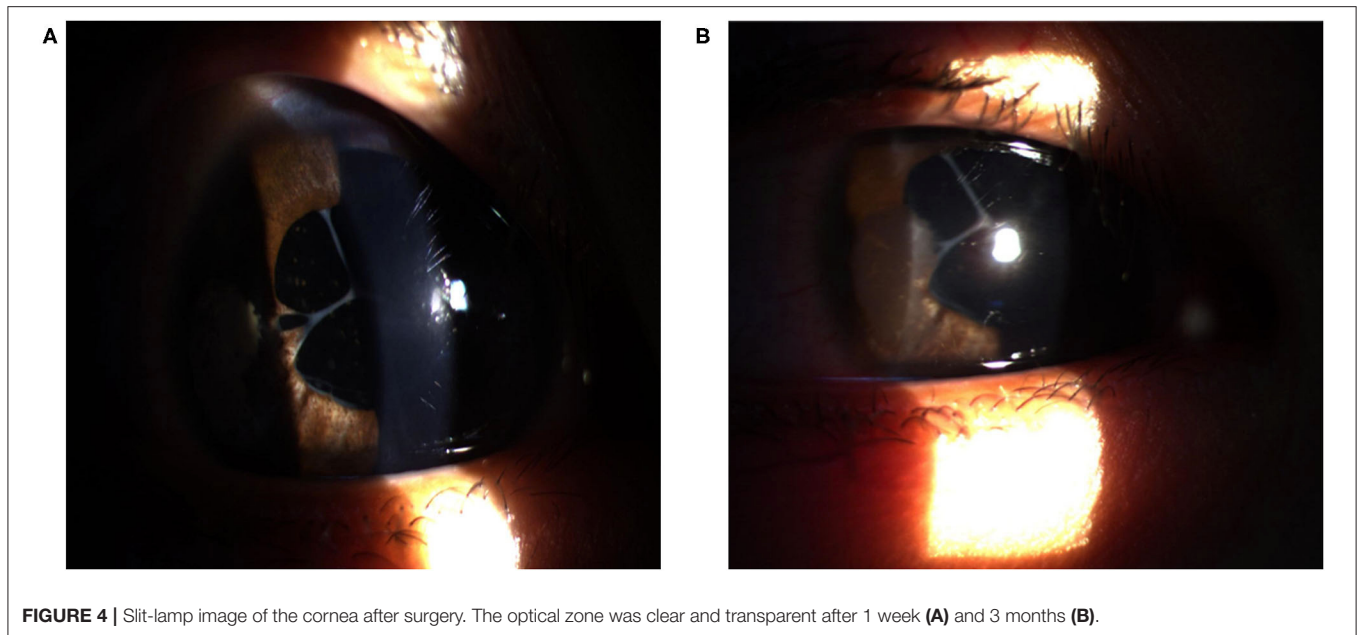 A
B
FIGURE 4 | Slit-lamp image of the cornea after surgery. The optical zone was clear and transparent after 1 week (A) and 3 months (B).